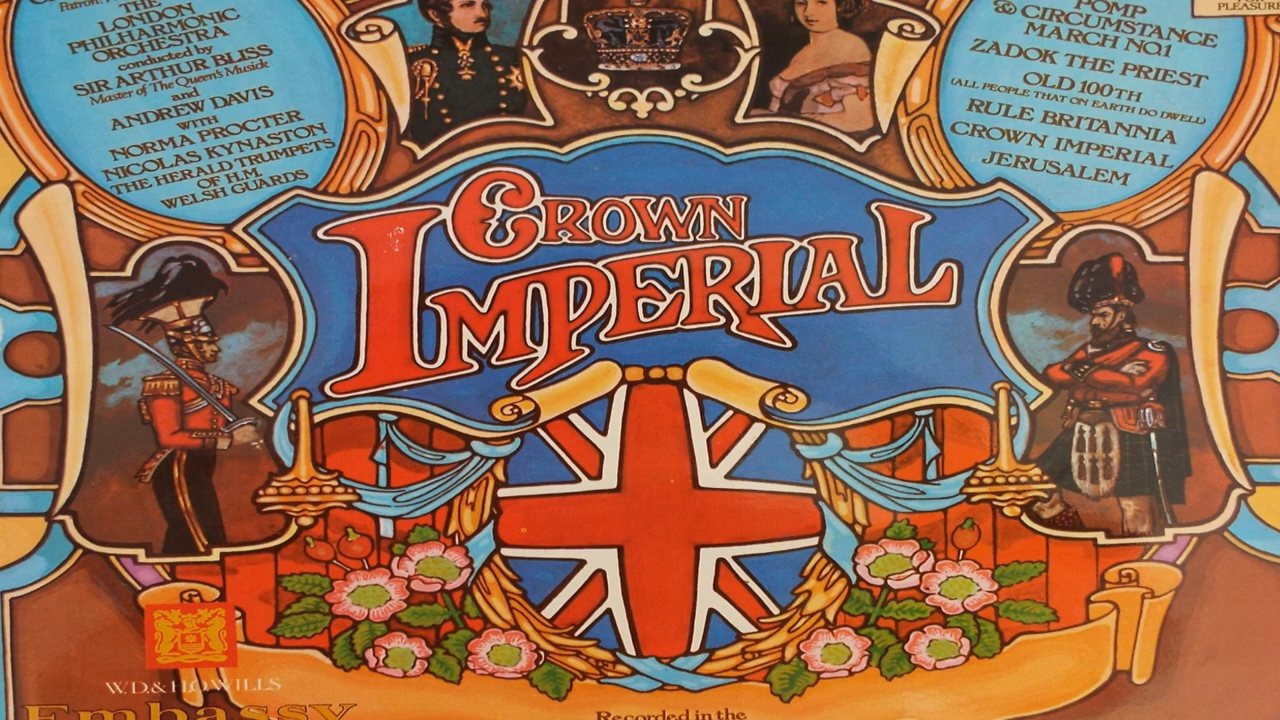 THE
LONDON
PHILHARMONIC
ORCHESTRA
conducted by
SIR ARTHUR BLISS
Master of The Queen's Musick
and
ANDREW DAVIS
WITH
NORMA PROCTER
NICOLAS KYNASTON
THE HERALD TRUMPETS
OF H.M.
WELSH GUARDS
PLEASURE
POMP
& CIRCUMSTANCE
MARCH NO.1
ZADOK THE PRIEST
OLD 100TH
(ALL PEOPLE THAT ON EARTH DO DWELL)
RULE BRITANNIA
CROWN IMPERIAL
JERUSALEM
CROWN
IMPERIAL
W.D.& H.O.WILLS
Embassy
Recorded in the